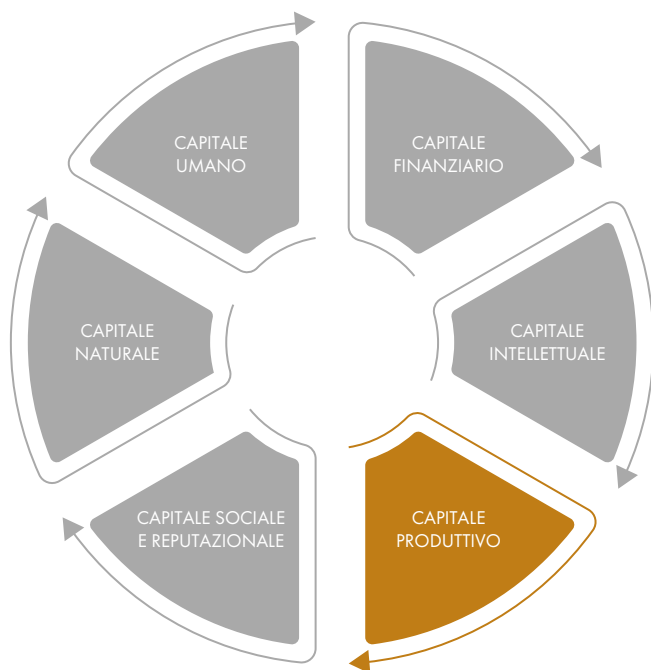 CAPITALE
UMANO
CAPITALE
FINANZIARIO
CAPITALE
NATURALE
CAPITALE
INTELLETTUALE
CAPITALE SOCIALE
E REPUTAZIONALE
CAPITALE
PRODUTTIVO